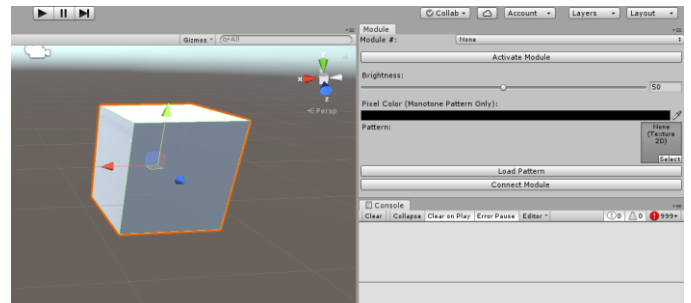 Collab Account Layers Layout
Gizmos All
y
x
z
Persp
Module
Module #: None
Activate Module
Brightness:
50
Pixel Color (Monotone Pattern Only):
Pattern: None
(Texture
2D)
Select
Load Pattern
Connect Module
Console
Clear Collapse Clear on Play Error Pause Editor 0 0 999+